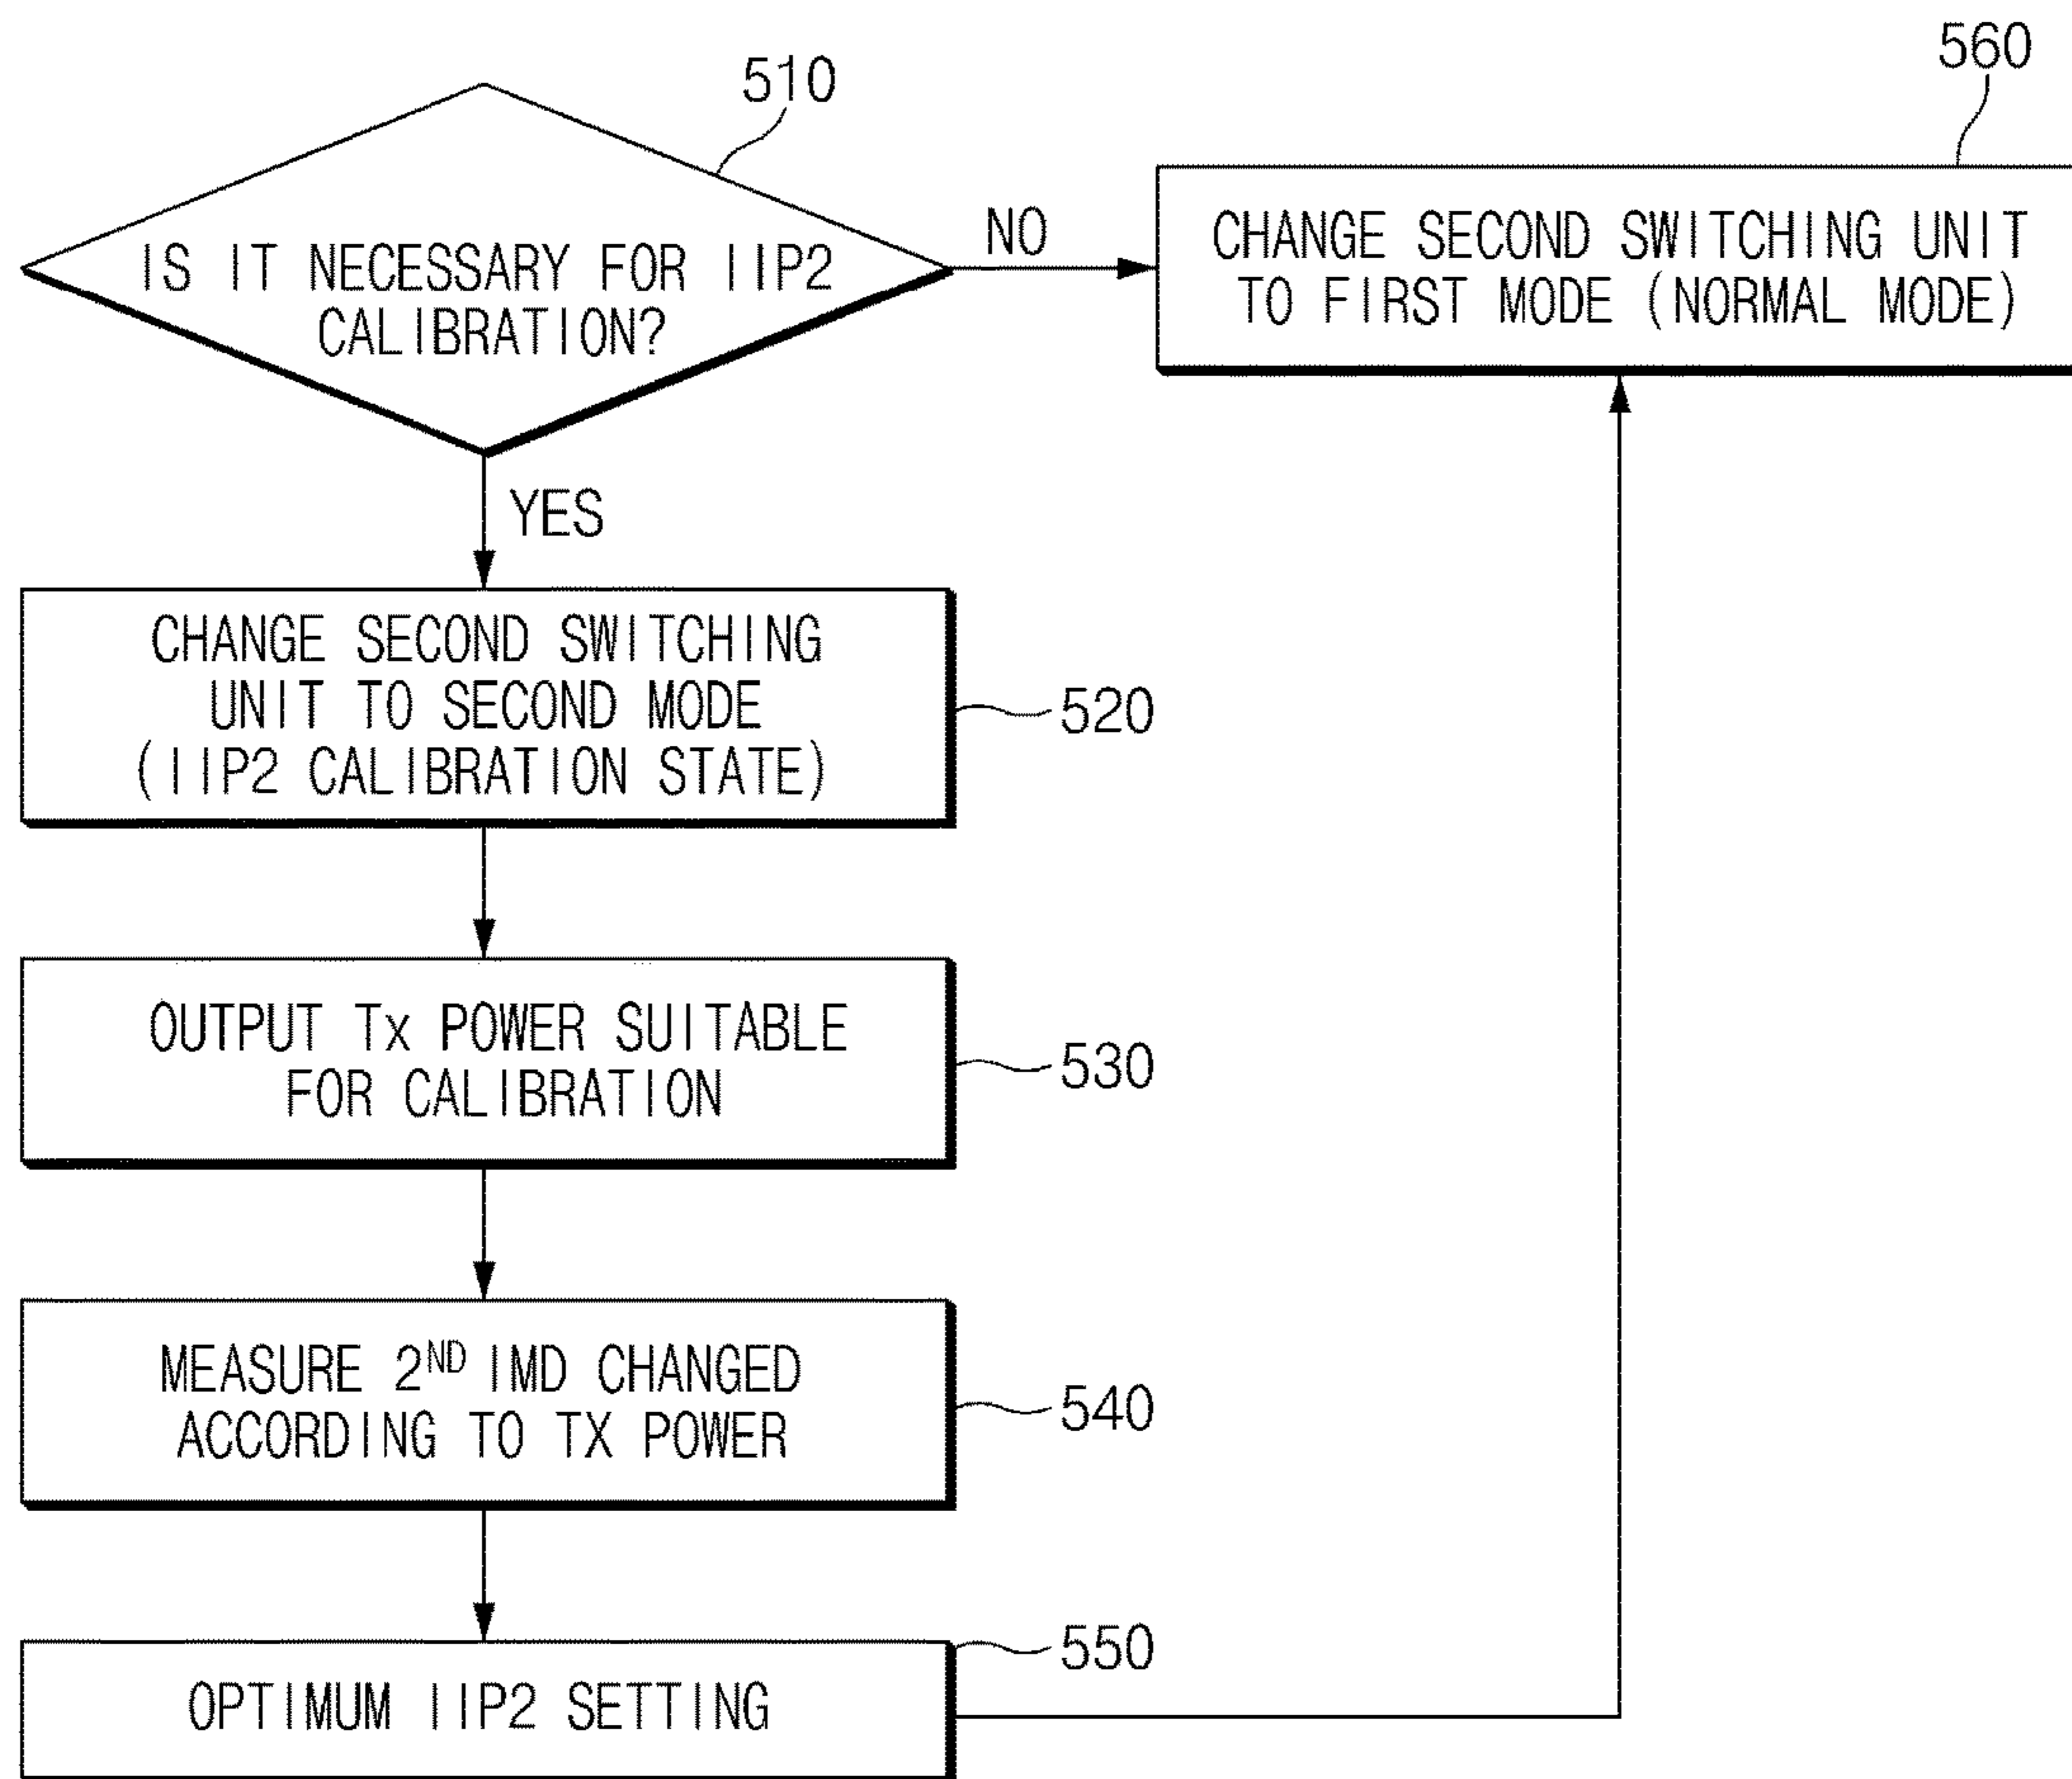 510
IS IT NECESSARY FOR IIP2
CALIBRATION?
NO
560
CHANGE SECOND SWITCHING UNIT
TO FIRST MODE (NORMAL MODE)
YES
CHANGE SECOND SWITCHING
UNIT TO SECOND MODE
(IIP2 CALIBRATION STATE)
520
OUTPUT Tx POWER SUITABLE
FOR CALIBRATION
530
MEASURE 2ND IMD CHANGED
ACCORDING TO TX POWER
540
OPTIMUM IIP2 SETTING
550